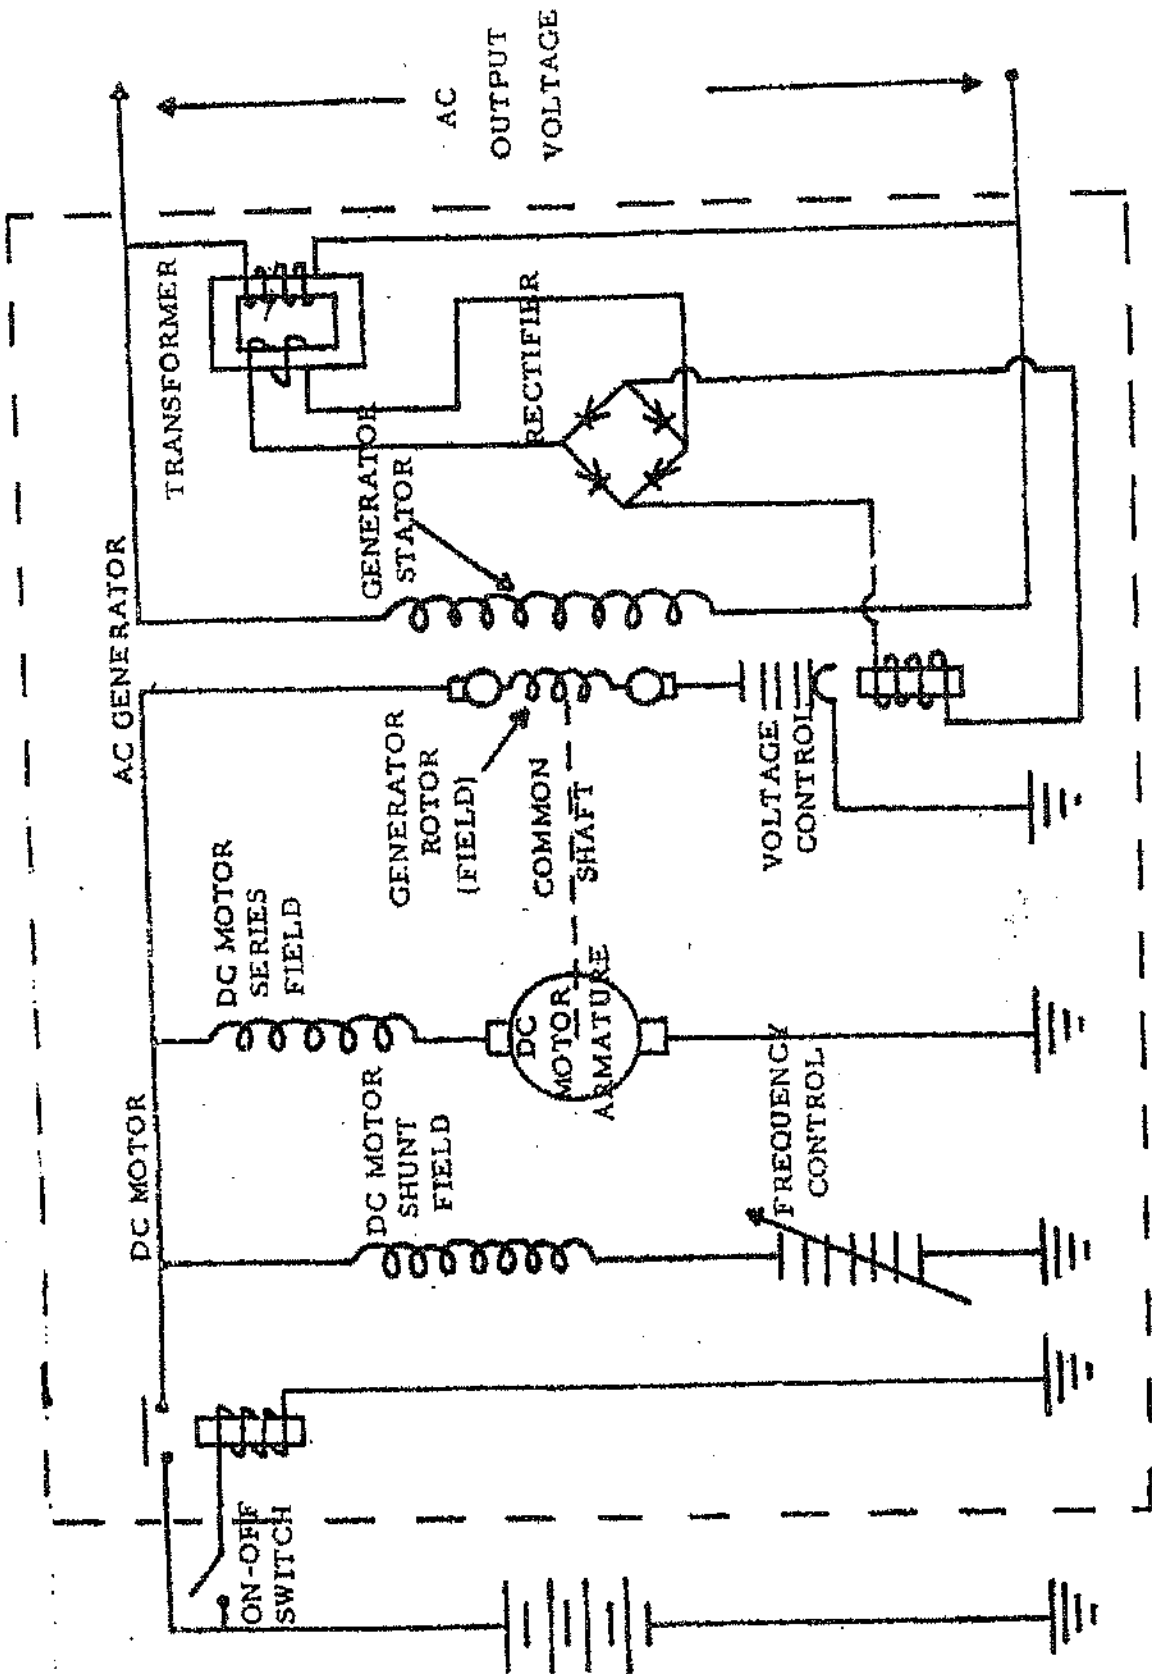 ON-OFF
SWITCH
DC MOTOR
DC MOTOR
SHUNT
FIELD
FREQUENCY
CONTROL
DC MOTOR
SERIES
FIELD
DC
MOTOR
ARMATURE
AC GENERATOR
GENERATOR
ROTOR
(FIELD)
COMMON
SHAFT
VOLTAGE
CONTROL
GENERATOR
STATOR
TRANSFORMER
RECTIFIER
AC
OUTPUT
VOLTAGE